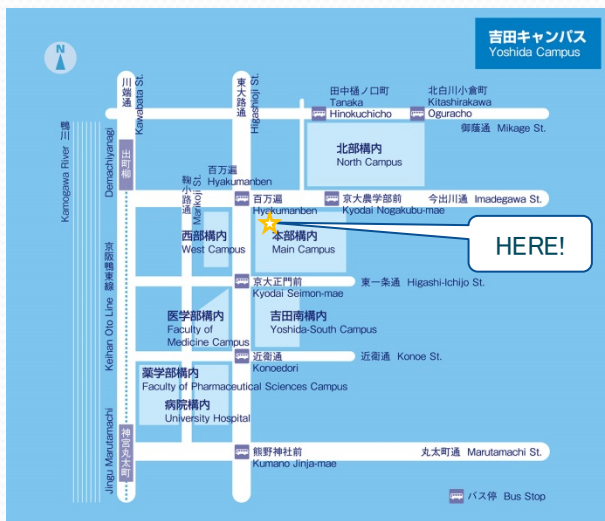 吉田キャンパス
Yoshida Campus
N
川端通
Kawabata St.
東大路通
Higashioji St.
田中樋ノ口町
Tanaka
Hinokuchicho
北白川小倉町
Kitashirakawa
Oguracho
御蔭通 Mikage St.
鴨川
Kamogawa River
出町柳
Demachiyanagi
北部構内
North Campus
鞠小路通
Marikoji St.
百万遍
Hyakumanben
百万遍
Hyakumanben
京大農学部前
Kyodai Nogakubu-mae
今出川通 Imadegawa St.
西部構内
West Campus
本部構内
Main Campus
HERE!
京阪鴨東線
Keihan Oto Line
京大正門前
Kyodai Seimon-mae
東一条通 Higashi-Ichijo St.
医学部構内
Faculty of
Medicine Campus
吉田南構内
Yoshida-South Campus
近衛通
Konoedori
近衛通 Konoe St.
薬学部構内
Faculty of Pharmaceutical Sciences Campus
病院構内
University Hospital
神宮丸太町
Jingu Marutamachi
熊野神社前
Kumano Jinja-mae
丸太町通 Marutamachi St.
バス停 Bus Stop